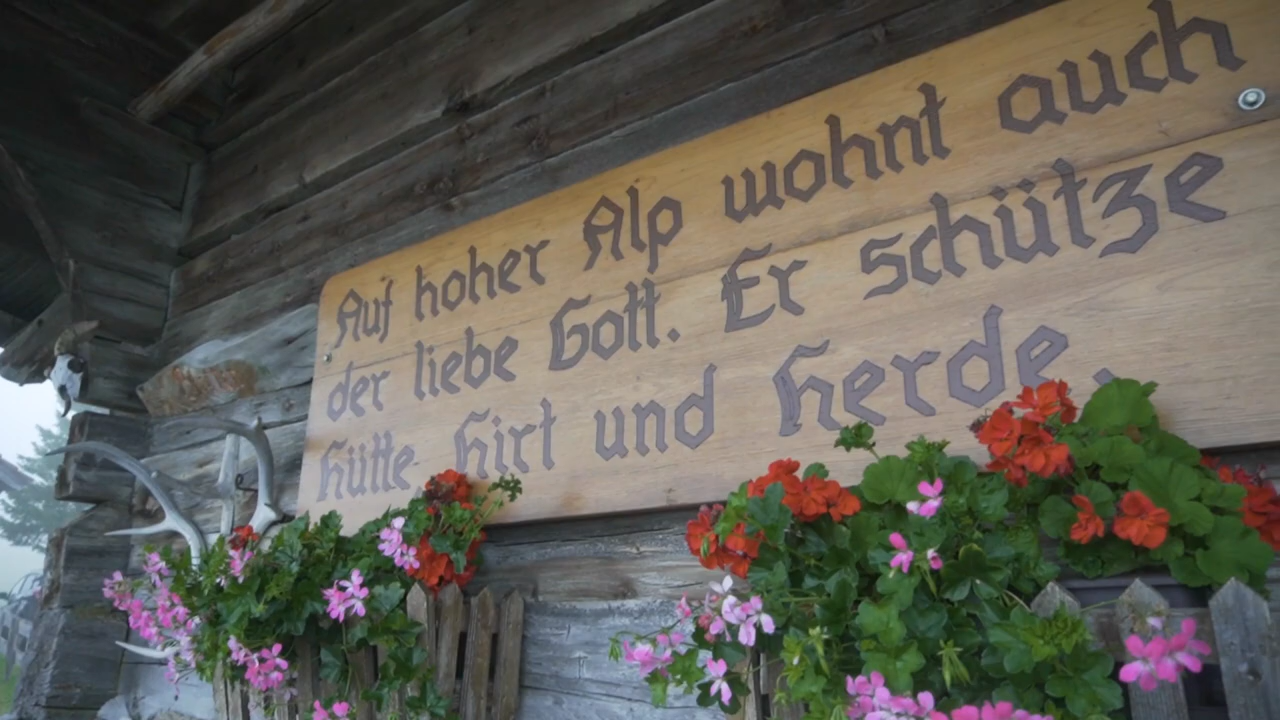 Auf hoher Alp wohnt auch
der liebe Gott. Er schütze
Hütte Hirt und Herde.